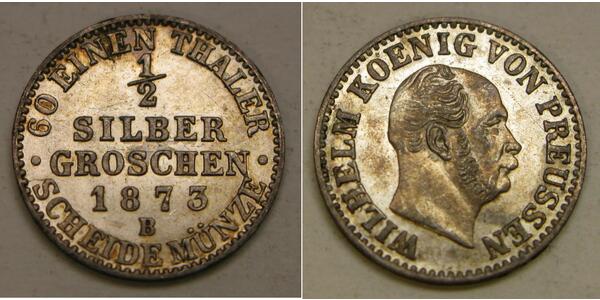 60 EINEN THALER
1/2
SILBER
· GROSCHEN ·
1873
B
SCHEIDE MÜNZE
WILHELM KOENIG VON PREUSSEN